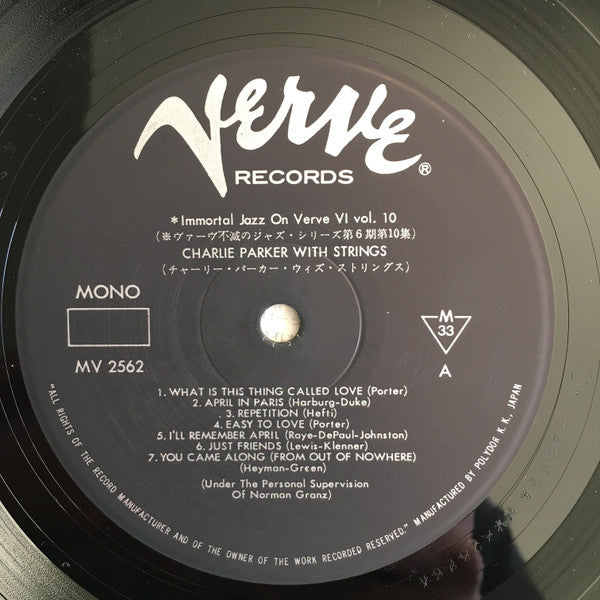 VERVE
RECORDS ®
*Immortal Jazz On Verve VI vol. 10
(※ヴァーヴ不滅のジャズ・シリーズ第6期第10集)
CHARLIE PARKER WITH STRINGS
(チャーリー・パーカー・ウィズ・ストリングス)
MONO
MV 2562
M
33
A
1. WHAT IS THIS THING CALLED LOVE (Porter)
2. APRIL IN PARIS (Harburg-Duke)
3. REPETITION (Hefti)
4. EASY TO LOVE (Porter)
5. I'LL REMEMBER APRIL (Raye-DePaul-Johnston)
6. JUST FRIENDS (Lewis-Klenner)
7. YOU CAME ALONG (FROM OUT OF NOWHERE)
(Heyman-Green)
(Under The Personal Supervision
Of Norman Granz)
"ALL RIGHTS OF THE RECORD MANUFACTURER AND OF THE OWNER OF THE WORK RECORDED RESERVED." MANUFACTURED BY POLYDOR K.K., JAPAN